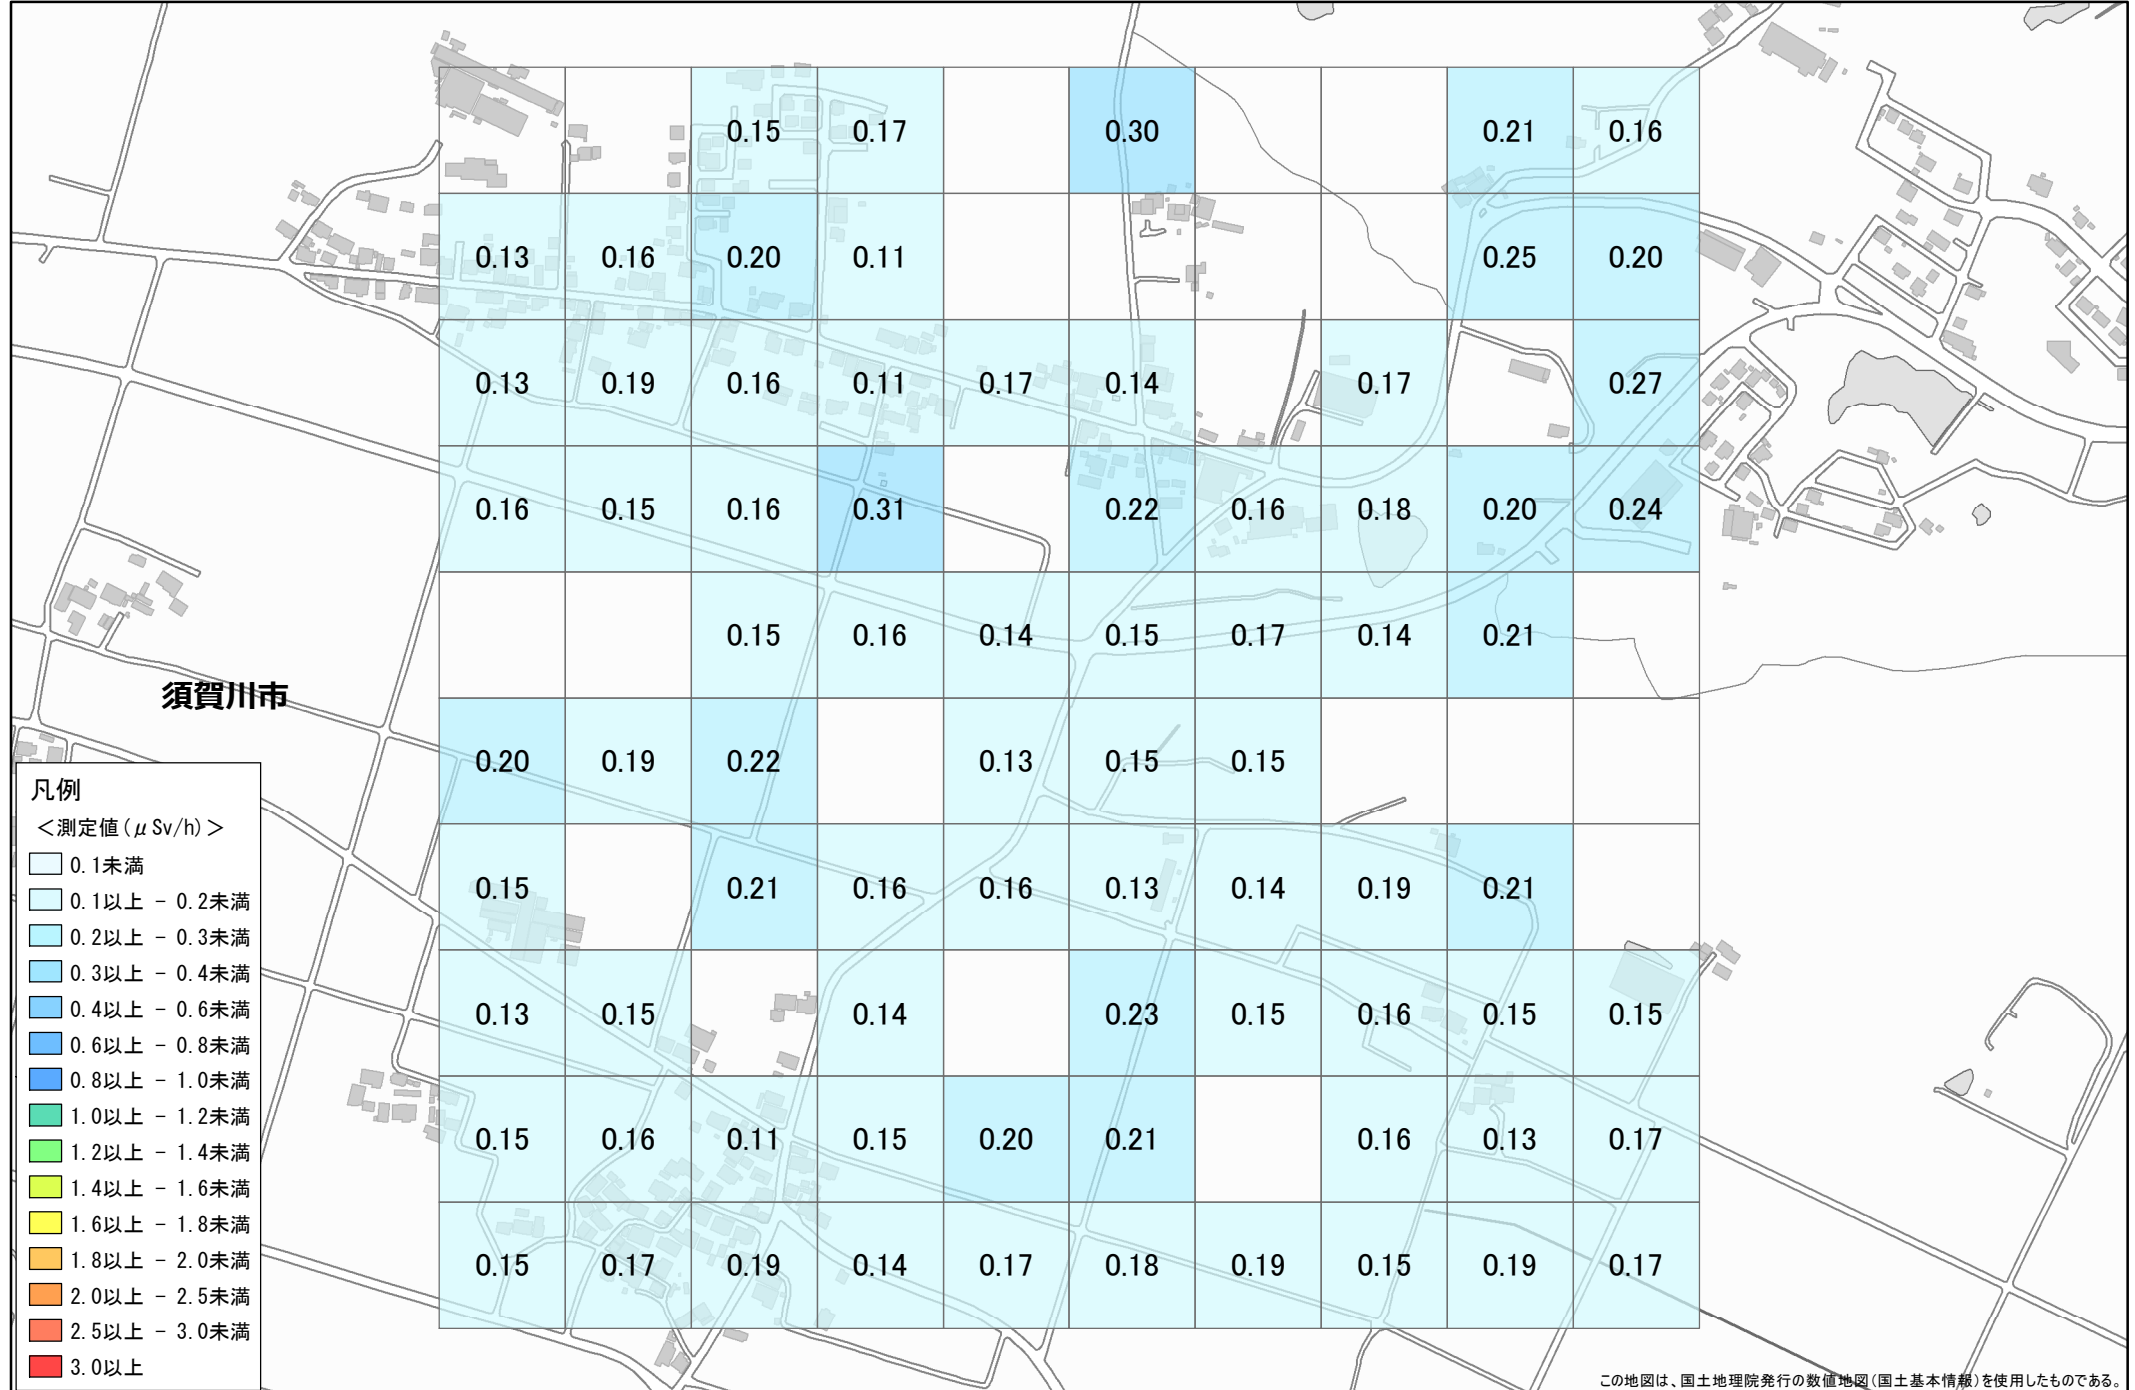 0.15 0.17 0.30 0.21 0.16
0.13 0.16 0.20 0.11 0.25 0.20
0.13 0.19 0.16 0.11 0.17 0.14 0.17 0.27
0.16 0.15 0.16 0.31 0.22 0.16 0.18 0.20 0.24
0.15 0.16 0.14 0.15 0.17 0.14 0.21
須賀川市
0.20 0.19 0.22 0.13 0.15 0.15
0.15 0.21 0.16 0.16 0.13 0.14 0.19 0.21
0.13 0.15 0.14 0.23 0.15 0.16 0.15 0.15
0.15 0.16 0.11 0.15 0.20 0.21 0.16 0.13 0.17
0.15 0.17 0.19 0.14 0.17 0.18 0.19 0.15 0.19 0.17
凡例
＜測定値(μSv/h)＞
0.1未満
0.1以上 － 0.2未満
0.2以上 － 0.3未満
0.3以上 － 0.4未満
0.4以上 － 0.6未満
0.6以上 － 0.8未満
0.8以上 － 1.0未満
1.0以上 － 1.2未満
1.2以上 － 1.4未満
1.4以上 － 1.6未満
1.6以上 － 1.8未満
1.8以上 － 2.0未満
2.0以上 － 2.5未満
2.5以上 － 3.0未満
3.0以上
この地図は、国土地理院発行の数値地図(国土基本情報)を使用したものである。